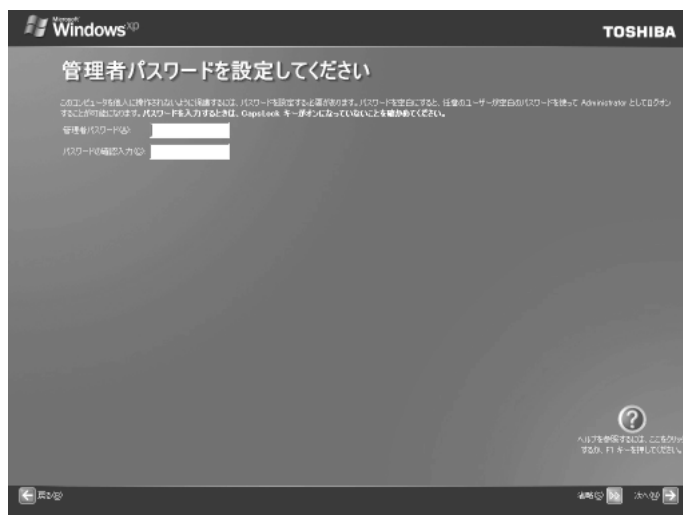 Microsoft
Windows xp
TOSHIBA
管理者パスワードを設定してください
このコンピュータを他人に操作されないように保護するには、パスワードを設定する必要があります。パスワードを空白にすると、任意のユーザーが空白のパスワードを使って Administrator としてログオン
することが可能になります。パスワードを入力するときは、CapsLock キーがオンになっていないことを確かめてください。
管理者パスワード(A):
パスワードの確認入力(C):
?
ヘルプを参照するには、ここをクリック
するか、F1 キーを押してください。
戻る(B)
省略(S)
次へ(N)